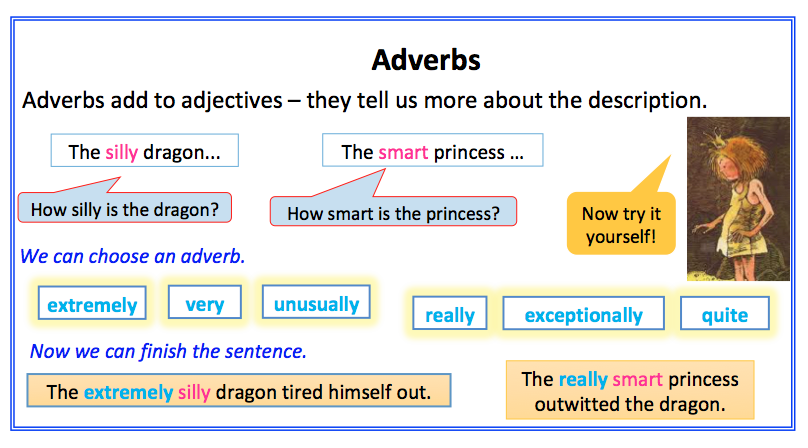 Adverbs
Adverbs add to adjectives – they tell us more about the description.
The silly dragon...
The smart princess ...
How silly is the dragon?
How smart is the princess?
Now try it
yourself!
We can choose an adverb.
extremely
very
unusually
really
exceptionally
quite
Now we can finish the sentence.
The extremely silly dragon tired himself out.
The really smart princess
outwitted the dragon.